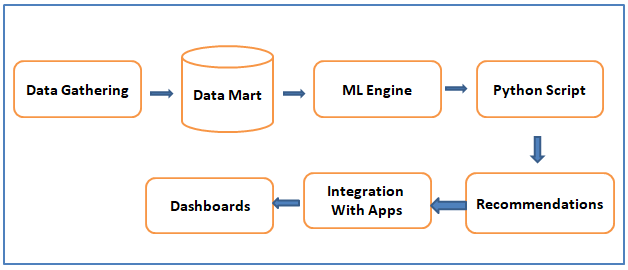 Data Gathering
Data Mart
ML Engine
Python Script
Recommendations
Integration
With Apps
Dashboards